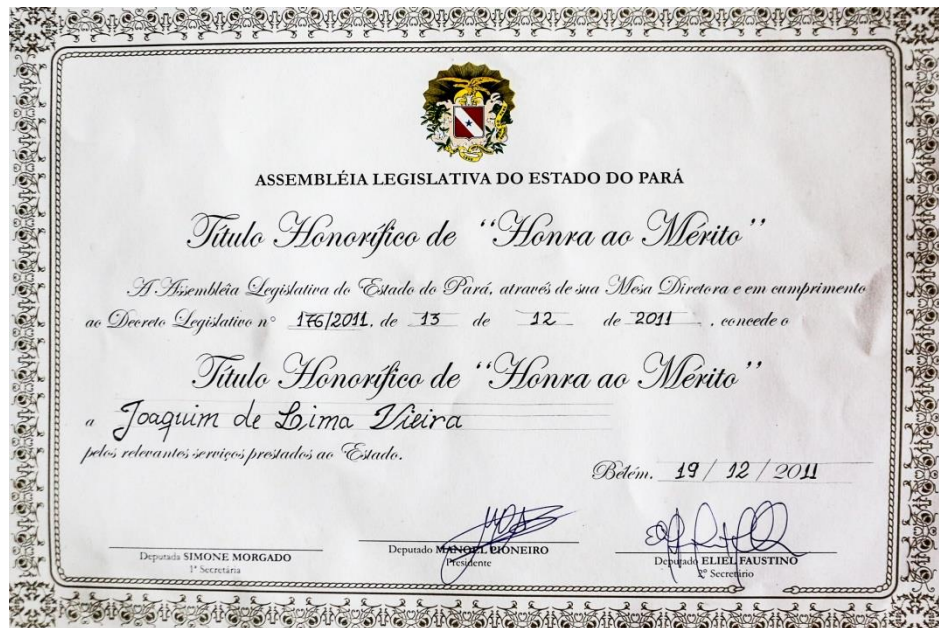 ASSEMBLÉIA LEGISLATIVA DO ESTADO DO PARÁ
Título Honorífico de "Honra ao Mérito"
A Assembléia Legislativa do Estado do Pará, através de sua Mesa Diretora e em cumprimento
ao Decreto Legislativo nº 176/2011, de 13 de 12 de 2011, concede o
Título Honorífico de "Honra ao Mérito"
a Joaquim de Lima Vieira
pelos relevantes serviços prestados ao Estado.
Belém, 19 / 12 / 2011
Deputada SIMONE MORGADO
1ª Secretária
Deputado MANOEL PIONEIRO
Presidente
Deputado ELIEL FAUSTINO
2º Secretário